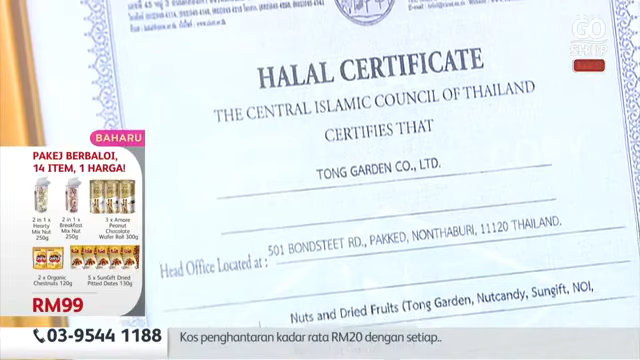 GO
HALAL CERTIFICATE
THE CENTRAL ISLAMIC COUNCIL OF THAILAND
CERTIFIES THAT
TONG GARDEN CO., LTD.
501 BONDSTEET RD., PAKKED, NONTHABURI, 11120 THAILAND.
Head Office Located at :
Nuts and Dried Fruits (Tong Garden, Nutcandy, Sungift, NOI,
BAHARU
PAKEJ BERBALOI,
14 ITEM, 1 HARGA!
2 in 1 x
Hearty
Mix Nut
250g
2 in 1 x
Breakfast
Mix Nut
250g
3 x Amore
Peanut
Chocolate
Wafer Roll 300g
2 x Organic
Chestnuts 120g
5 x SunGift Dried
Pitted Dates 130g
RM99
03-9544 1188
Kos penghantaran kadar rata RM20 dengan setiap..